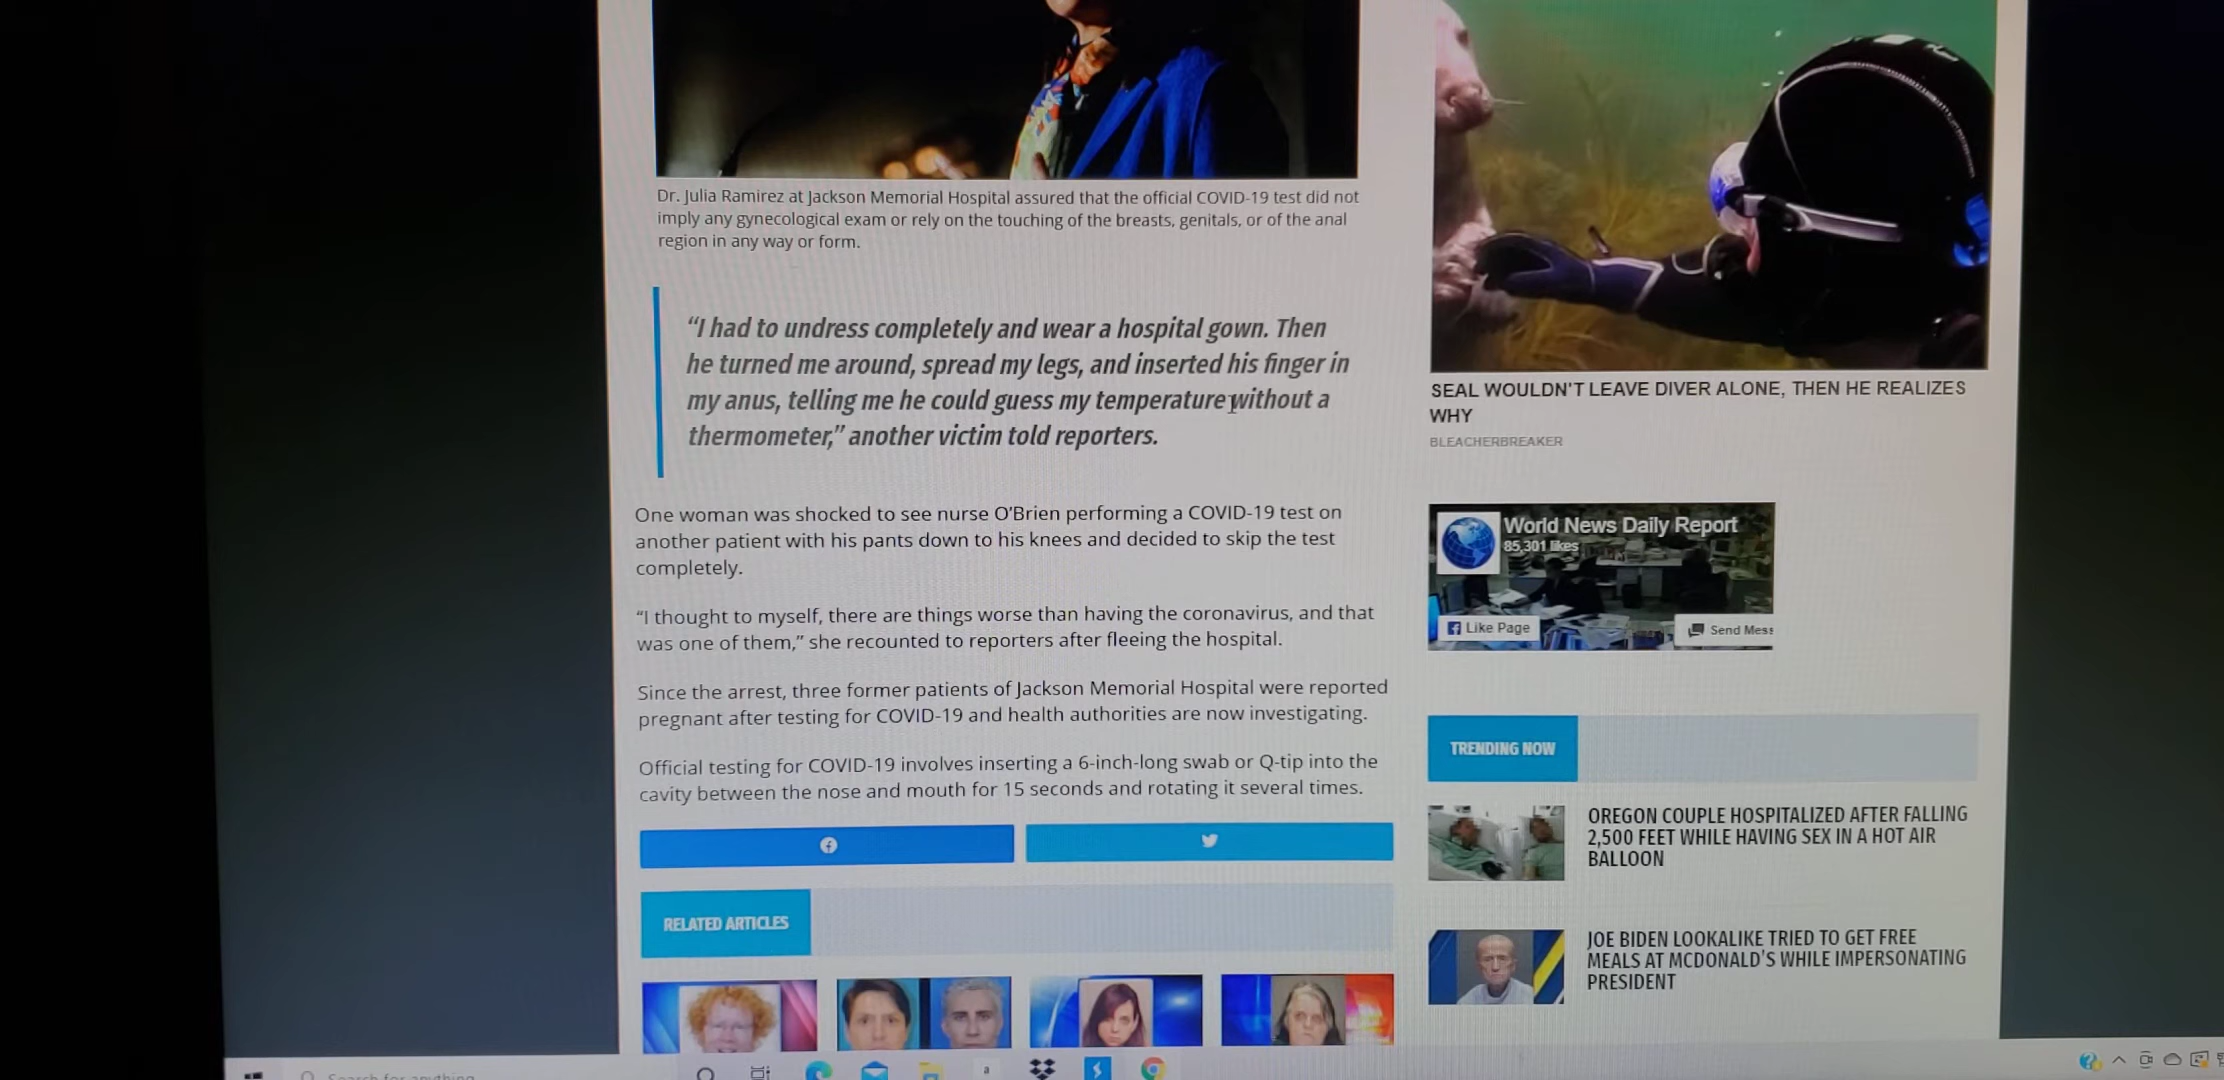 Dr. Julia Ramirez at Jackson Memorial Hospital assured that the official COVID-19 test did not
imply any gynecological exam or rely on the touching of the breasts, genitals, or of the anal
region in any way or form.
“I had to undress completely and wear a hospital gown. Then
he turned me around, spread my legs, and inserted his finger in
my anus, telling me he could guess my temperature without a
thermometer,” another victim told reporters.
One woman was shocked to see nurse O’Brien performing a COVID-19 test on
another patient with his pants down to his knees and decided to skip the test
completely.
“I thought to myself, there are things worse than having the coronavirus, and that
was one of them,” she recounted to reporters after fleeing the hospital.
Since the arrest, three former patients of Jackson Memorial Hospital were reported
pregnant after testing for COVID-19 and health authorities are now investigating.
Official testing for COVID-19 involves inserting a 6-inch-long swab or Q-tip into the
cavity between the nose and mouth for 15 seconds and rotating it several times.
RELATED ARTICLES
SEAL WOULDN'T LEAVE DIVER ALONE, THEN HE REALIZES
WHY
BLEACHERBREAKER
World News Daily Report
85,301 likes
Like Page
Send Mess
TRENDING NOW
OREGON COUPLE HOSPITALIZED AFTER FALLING
2,500 FEET WHILE HAVING SEX IN A HOT AIR
BALLOON
JOE BIDEN LOOKALIKE TRIED TO GET FREE
MEALS AT MCDONALD'S WHILE IMPERSONATING
PRESIDENT
Search for anything